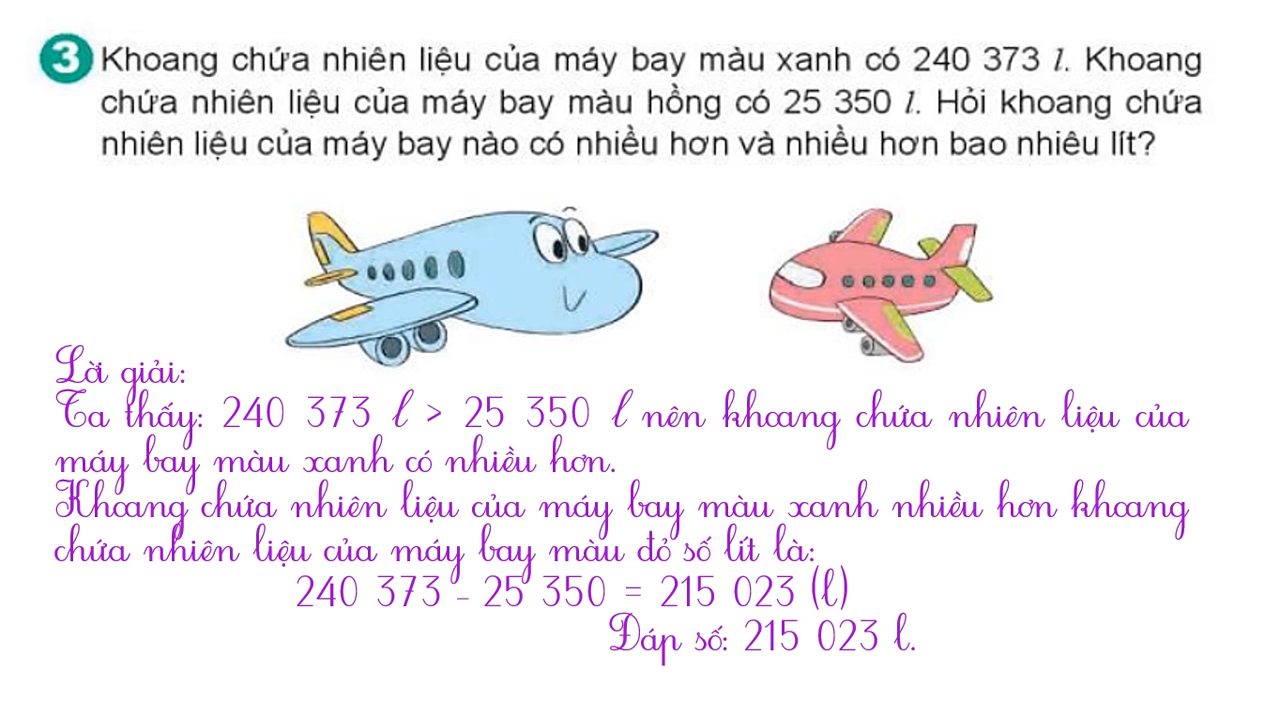 3 Khoang chứa nhiên liệu của máy bay màu xanh có 240 373 l. Khoang
chứa nhiên liệu của máy bay màu hồng có 25 350 l. Hỏi khoang chứa
nhiên liệu của máy bay nào có nhiều hơn và nhiều hơn bao nhiêu lít?
Lời giải:
Ta thấy: 240 373 l > 25 350 l nên khoang chứa nhiên liệu của
máy bay màu xanh có nhiều hơn.
Khoang chứa nhiên liệu của máy bay màu xanh nhiều hơn khoang
chứa nhiên liệu của máy bay màu đỏ số lít là:
240 373 - 25 350 = 215 023 (l)
Đáp số: 215 023 l.